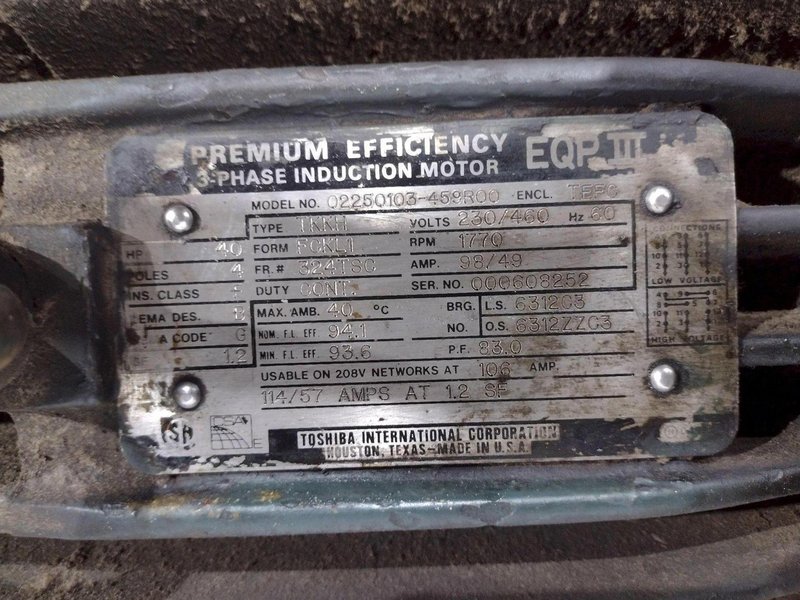 PREMIUM EFFICIENCY EQP III
3-PHASE INDUCTION MOTOR
MODEL NO. 02250103-459R00 ENCL. TEFC
TYPE TKKH VOLTS 230/460 Hz 60
HP 40 FORM FCKL1 RPM 1770
POLES 4 FR.# 324TSC AMP. 98/49
INS. CLASS F DUTY CONT. SER. NO. 000608252
EMA DES. B MAX. AMB. 40 °C BRG. L.S. 6312C3
A CODE G NOM. F.L. EFF. 94.1 NO. O.S. 6312ZZC3
1.2 MIN. F.L. EFF. 93.6 P.F. 83.0
USABLE ON 208V NETWORKS AT 106 AMP.
114/57 AMPS AT 1.2 SF
CONNECTIONS
LOW VOLTAGE
HIGH VOLTAGE
CSA E
TOSHIBA INTERNATIONAL CORPORATION
HOUSTON, TEXAS-MADE IN U.S.A.